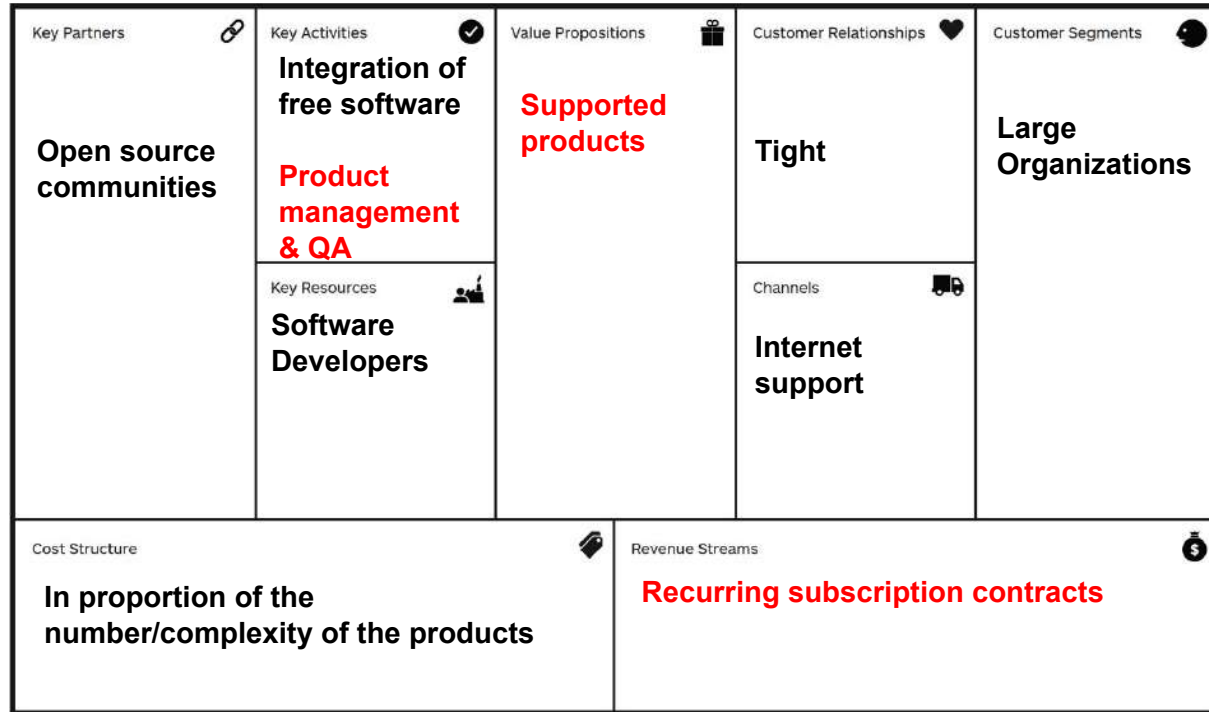 Key Partners
Open source
communities
Key Activities
Integration of
free software
Product
management
& QA
Key Resources
Software
Developers
Value Propositions
Supported
products
Customer Relationships
Tight
Channels
Internet
support
Customer Segments
Large
Organizations
Cost Structure
In proportion of the
number/complexity of the products
Revenue Streams
Recurring subscription contracts